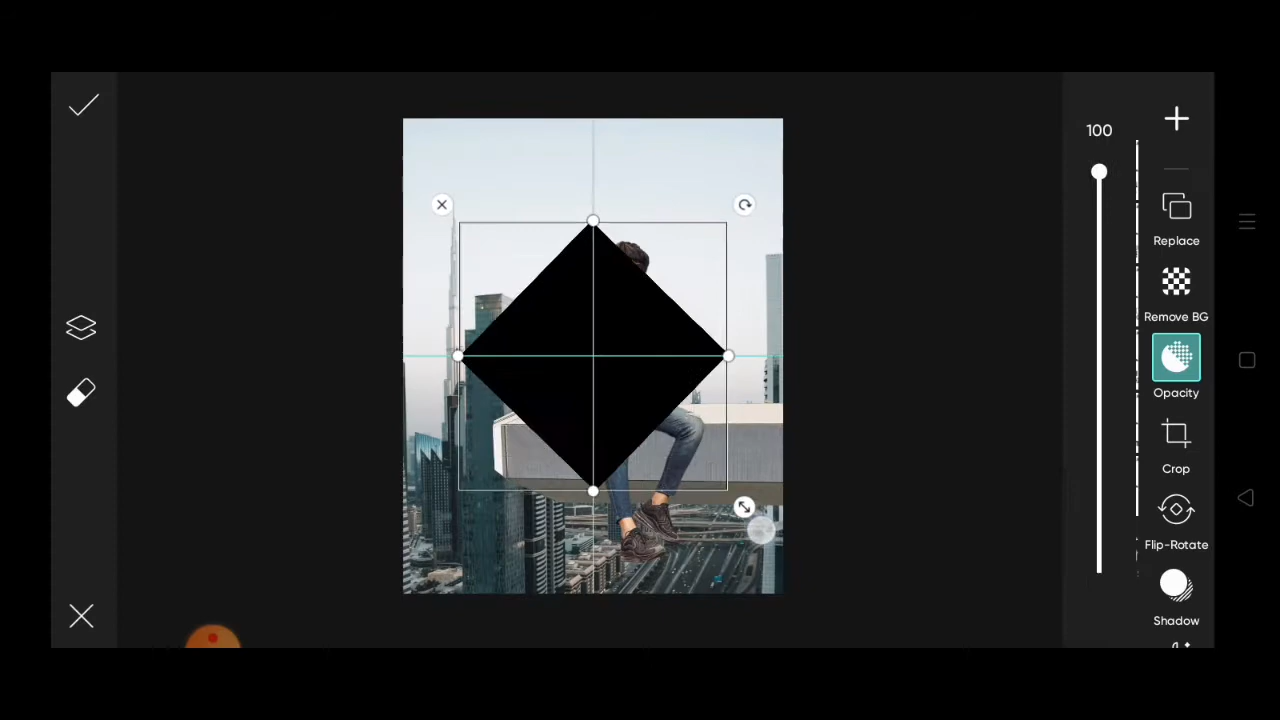 100
Replace
Remove BG
Opacity
Crop
Flip-Rotate
Shadow